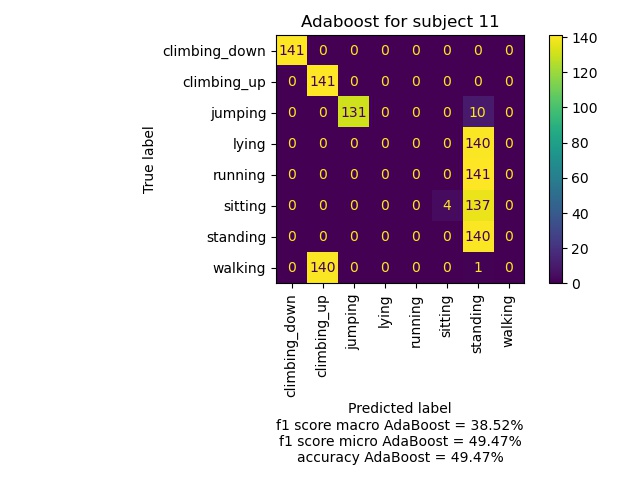 Adaboost for subject 11
True label
climbing_down 141 0 0 0 0 0 0 0
climbing_up 0 141 0 0 0 0 0 0
jumping 0 0 131 0 0 0 10 0
lying 0 0 0 0 0 0 140 0
running 0 0 0 0 0 0 141 0
sitting 0 0 0 0 0 4 137 0
standing 0 0 0 0 0 0 140 0
walking 0 140 0 0 0 0 1 0
climbing_down climbing_up jumping lying running sitting standing walking
Predicted label
f1 score macro AdaBoost = 38.52%
f1 score micro AdaBoost = 49.47%
accuracy AdaBoost = 49.47%
140
120
100
80
60
40
20
0